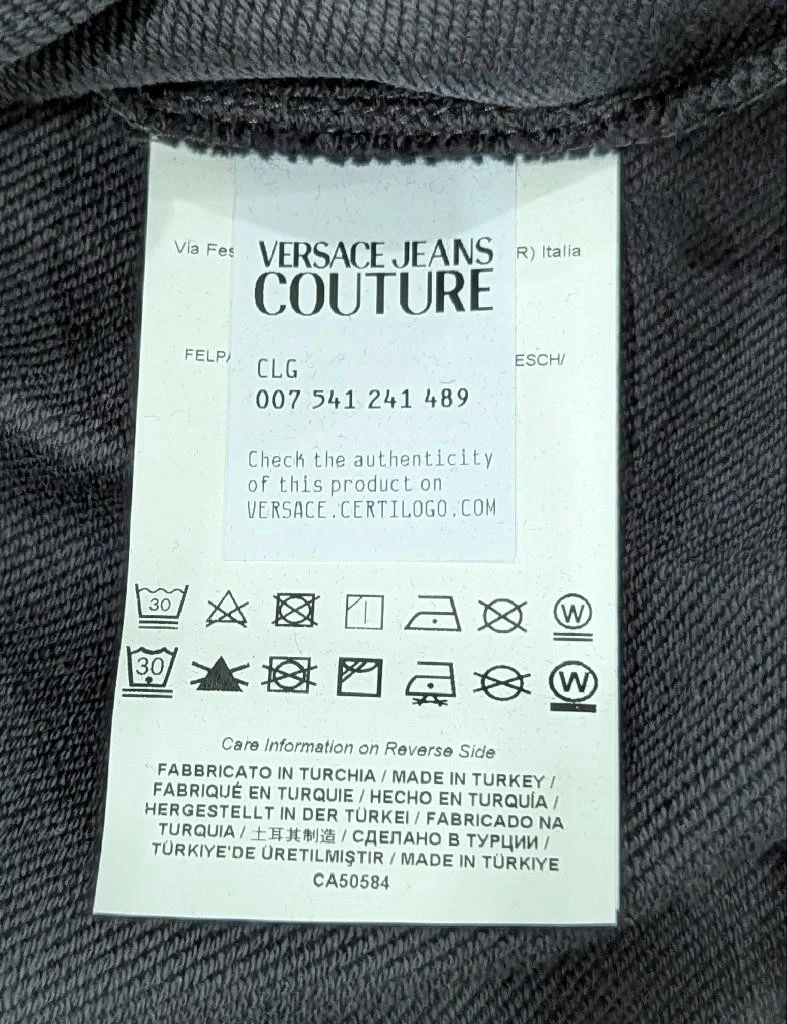 Via Fes R) Italia
VERSACE JEANS
COUTURE
FELPA ESCH/
CLG
007 541 241 489
Check the authenticity
of this product on
VERSACE.CERTILOGO.COM
30 W
30 W
Care Information on Reverse Side
FABBRICATO IN TURCHIA / MADE IN TURKEY /
FABRIQUÉ EN TURQUIE / HECHO EN TURQUÍA /
HERGESTELLT IN DER TÜRKEI / FABRICADO NA
TURQUIA / 土耳其制造 / СДЕЛАНО В ТУРЦИИ /
TÜRKİYE'DE ÜRETILMIŞTIR / MADE IN TÜRKIYE
CA50584